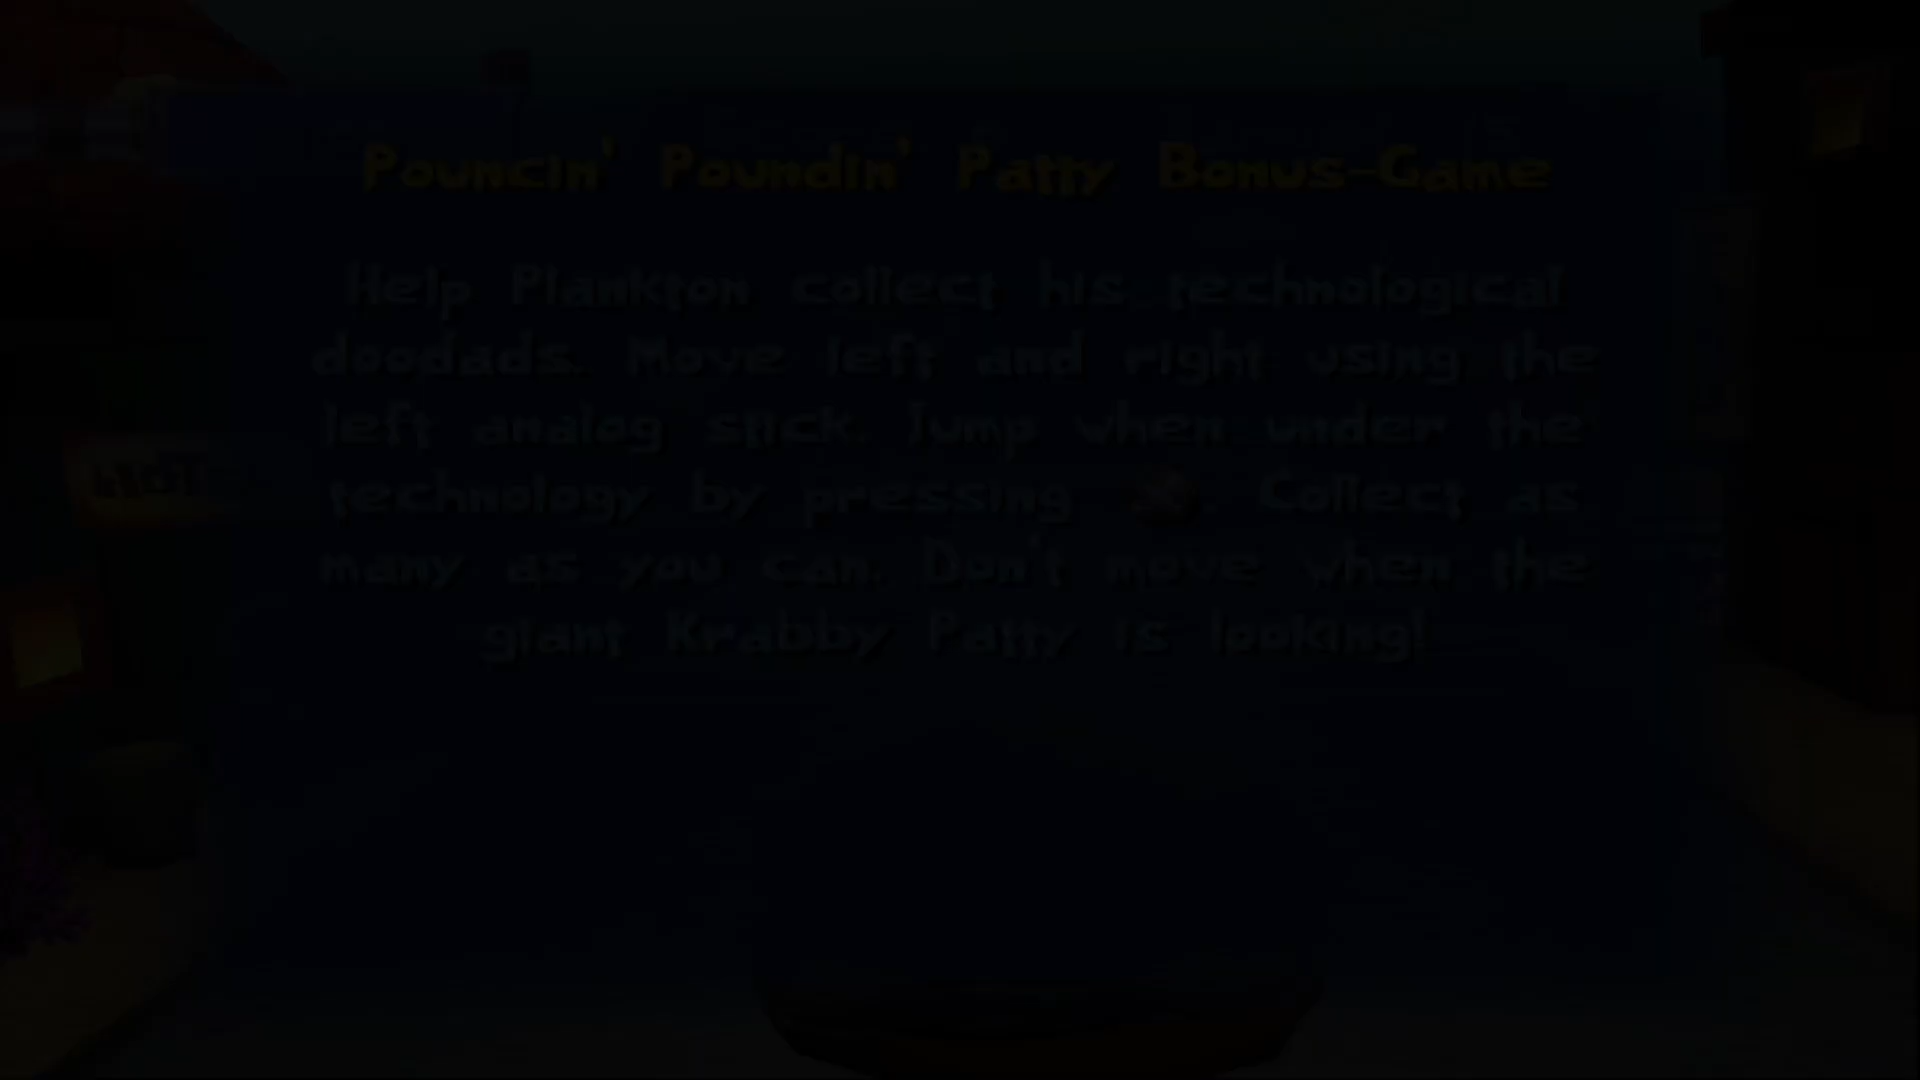 Pouncin' Poundin' Patty Bonus-Game
Help Plankton collect his technological
doodads. Move left and right using the
left analog stick. Jump when under the
technology by pressing X. Collect as
many as you can. Don't move when the
giant Krabby Patty is looking!